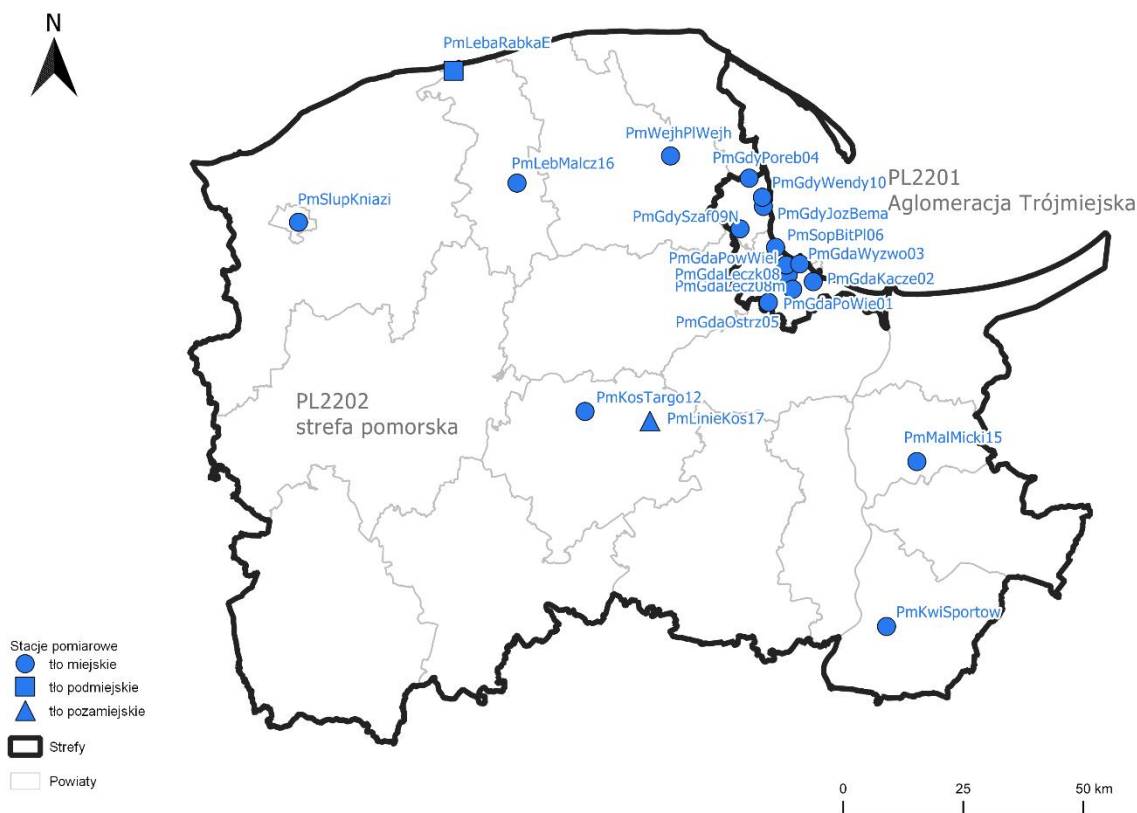 N
PmLebaRabkaE
PmWejhPlWejh
PmGdyPoreb04
PmLebMalcz16
PmGdyWendy10
PL2201
Aglomeracja Trójmiejska
PmSlupKniazi
PmGdyJozBema
PmGdySzaf09N
PmSopBitPl06
PmGdaPowWiel
PmGdaWyzwo03
PmGdaLeczk08
PmGdaKacze02
PmGdaLecz08m
PmGdaPoWie01
PmGdaOstrz05
PL2202
strefa pomorska
PmKosTargo12
PmLinieKos17
PmMalMicki15
PmKwiSportow
Stacje pomiarowe
tło miejskie
tło podmiejskie
tło pozamiejskie
Strefy
Powiaty
0 25 50 km